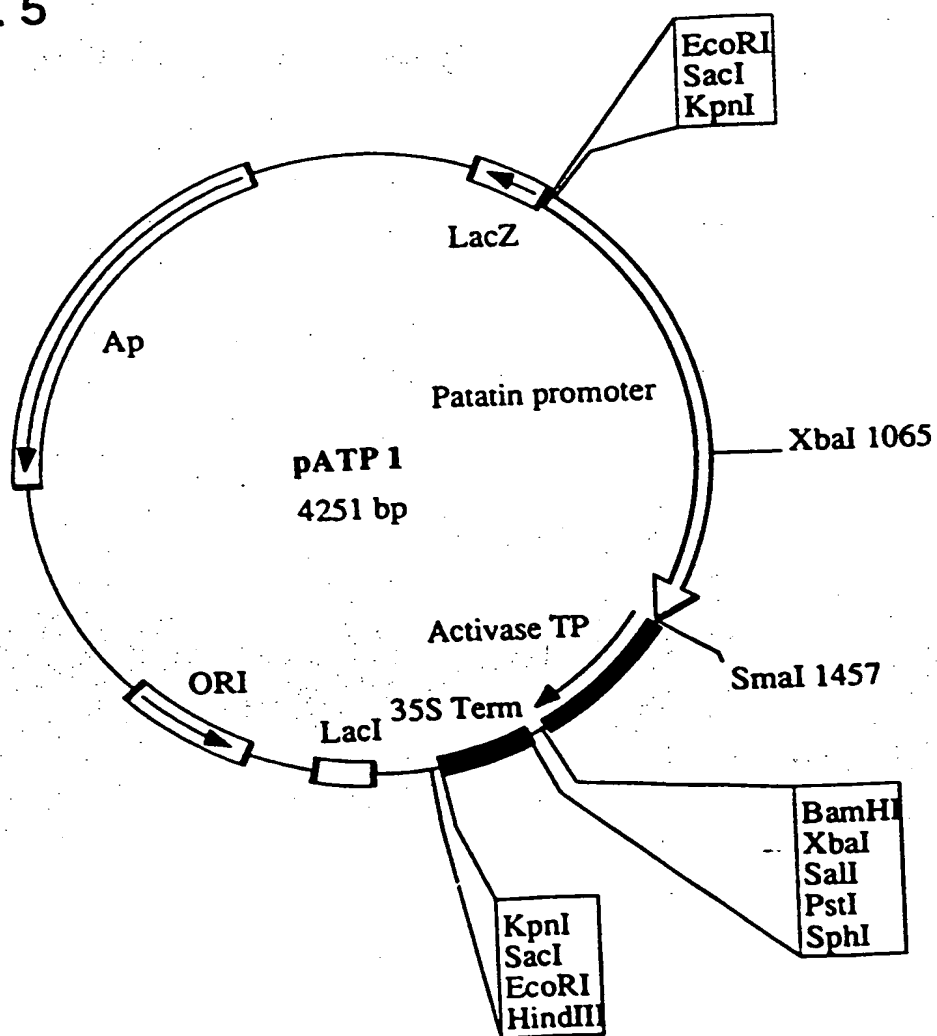 . 5
EcoRI
SacI
KpnI
LacZ
Ap
Patatin promoter
XbaI 1065
pATP 1
4251 bp
Activase TP
SmaI 1457
ORI
35S Term
LacI
BamHI
XbaI
SalI
PstI
SphI
KpnI
SacI
EcoRI
HindIII